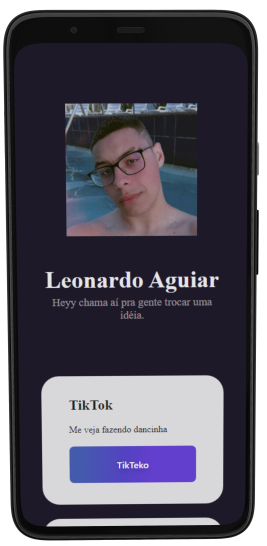 Leonardo Aguiar
Heyy chama aí pra gente trocar uma
idéia.
TikTok
Me veja fazendo dancinha
TikTeko